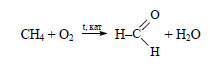 CH₄ + O₂ —t, кат→ H–C(=O)–H + H₂O